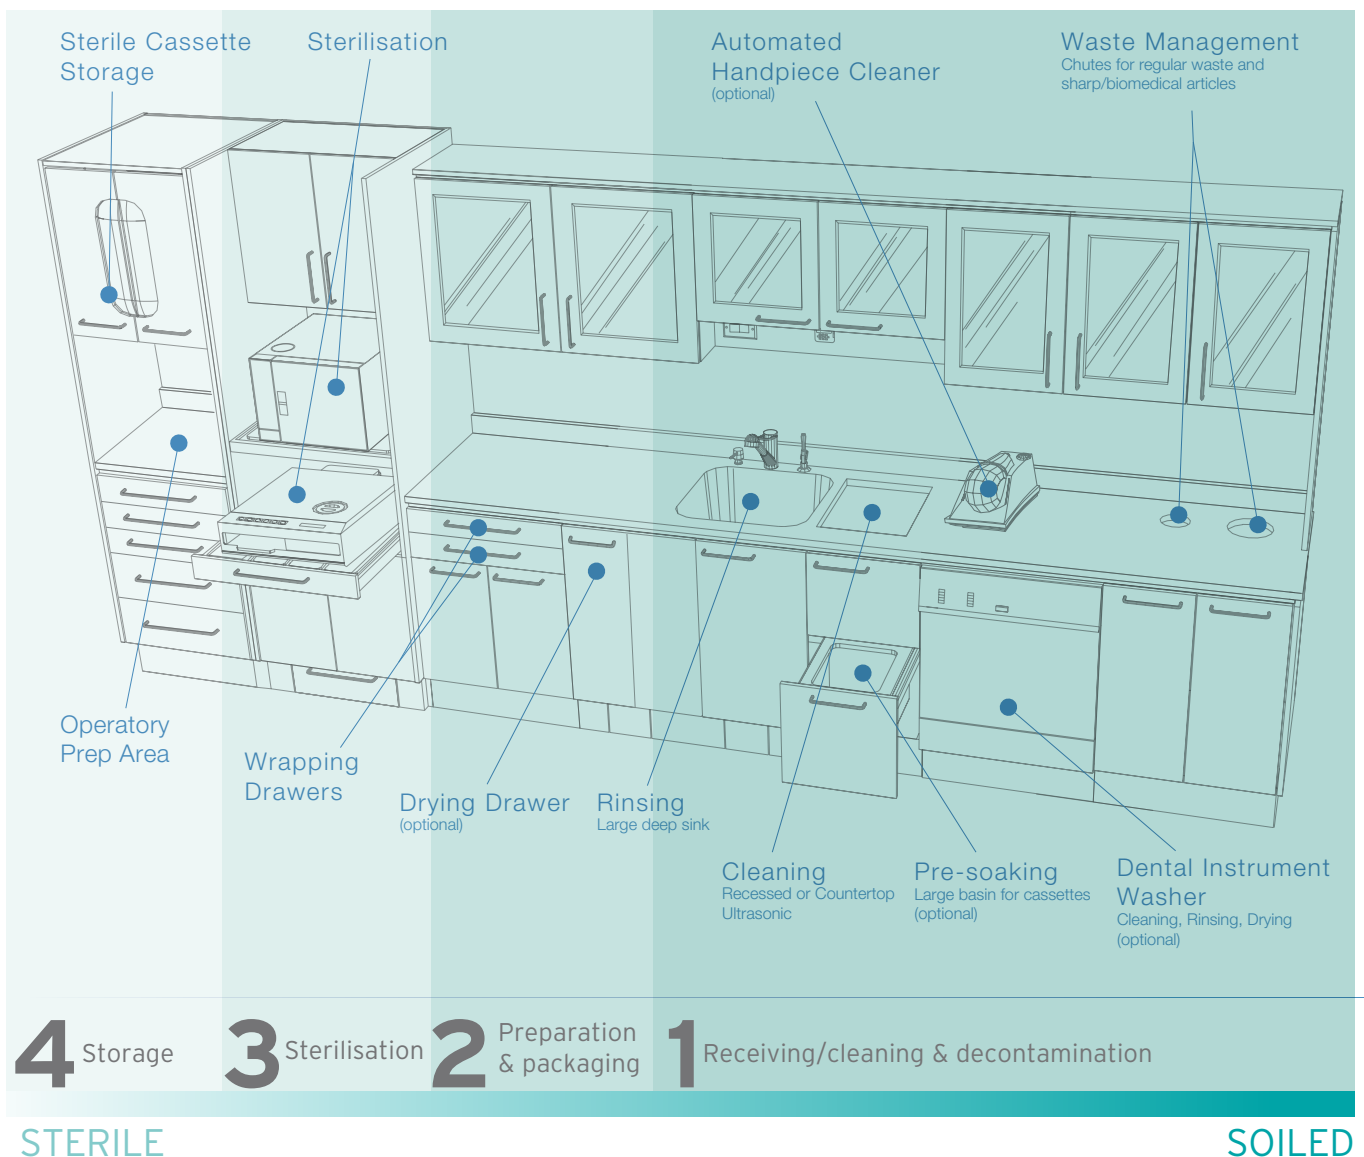 Sterile Cassette
Storage
Sterilisation
Automated
Handpiece Cleaner
(optional)
Waste Management
Chutes for regular waste and
sharp/biomedical articles
Operatory
Prep Area
Wrapping
Drawers
Drying Drawer
(optional)
Rinsing
Large deep sink
Cleaning
Recessed or Countertop
Ultrasonic
Pre-soaking
Large basin for cassettes
(optional)
Dental Instrument
Washer
Cleaning, Rinsing, Drying
(optional)
4 Storage
3 Sterilisation
2 Preparation
& packaging
1 Receiving/cleaning & decontamination
STERILE
SOILED